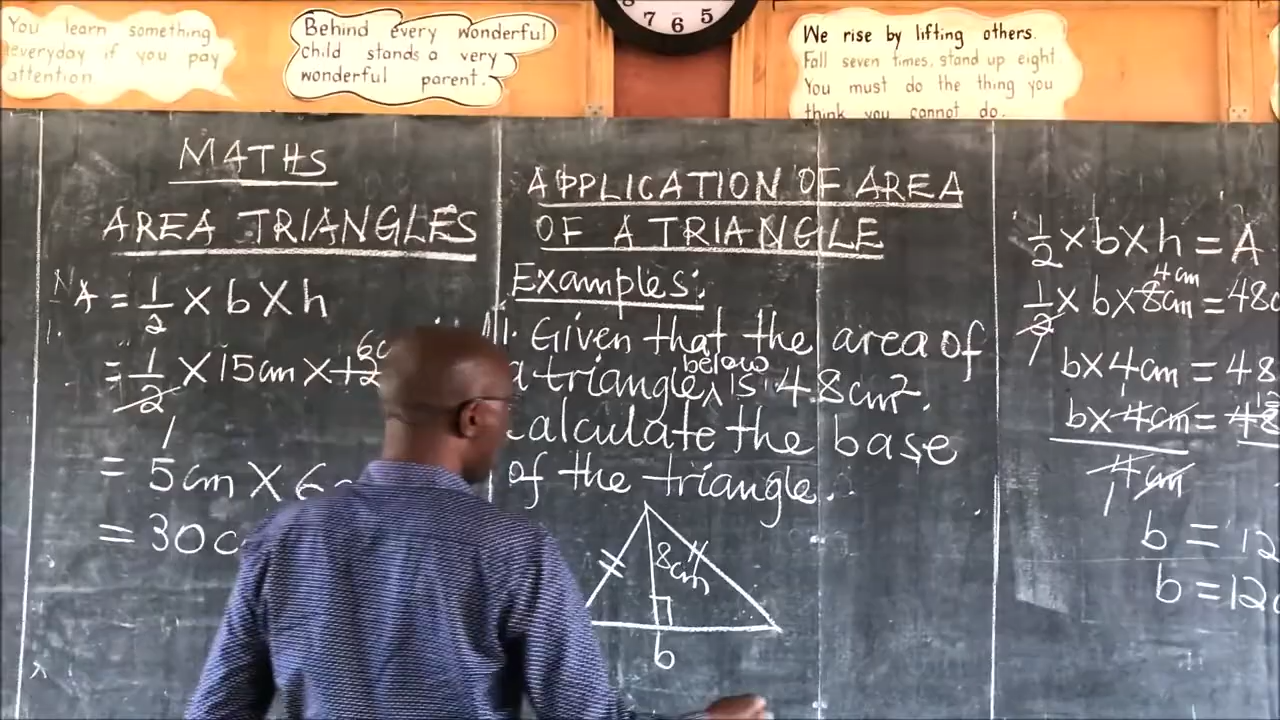 You learn something
everyday if you pay
attention.
Behind every wonderful
child stands a very
wonderful parent.
7 6 5
We rise by lifting others.
Fall seven times, stand up eight
You must do the thing you
think you cannot do.
MATHS
AREA TRIANGLES
A = 1/2 X b X h
= 1/2 X 15cm X 12
6c
1
= 5cm X 6
= 30c
APPLICATION OF AREA
OF A TRIANGLE
Examples:
1. Given that the area of
a triangle below is 48cm².
Calculate the base
of the triangle.
8cm
b
1/2 x b x h = A
4cm
1/2 x b x 8cm = 48c
1
b x 4cm = 48
b x 4cm = 48
4cm
1
b = 12
b = 12c